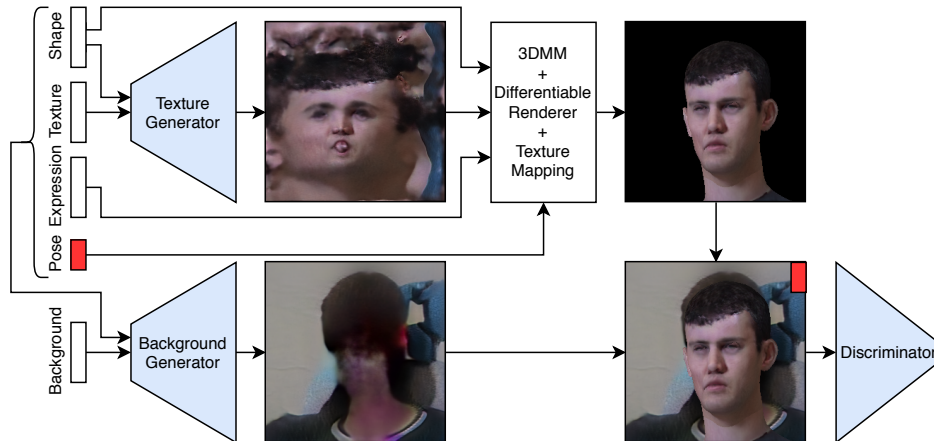 Shape
Texture
Expression
Pose
Background
Texture
Generator
3DMM
+
Differentiable
Renderer
+
Texture
Mapping
Background
Generator
Discriminator